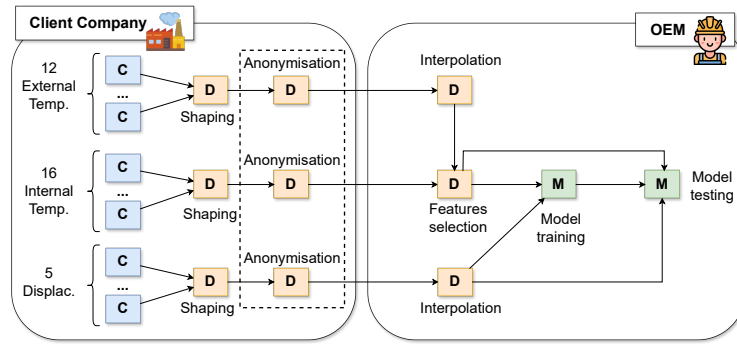 Client Company
OEM
12
External
Temp.
C
...
C
D
Shaping
Anonymisation
D
Interpolation
D
16
Internal
Temp.
C
...
C
D
Shaping
Anonymisation
D
D
Features
selection
M
Model
training
M
Model
testing
5
Displac.
C
...
C
D
Shaping
Anonymisation
D
D
Interpolation